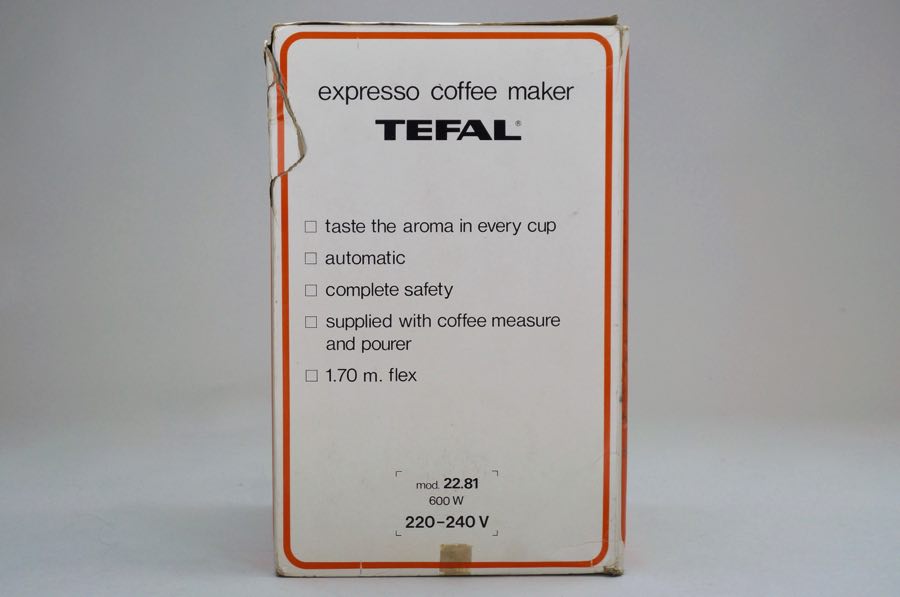 expresso coffee maker
TEFAL®
□ taste the aroma in every cup
□ automatic
□ complete safety
□ supplied with coffee measure
and pourer
□ 1.70 m. flex
mod. 22.81
600 W
220-240 V